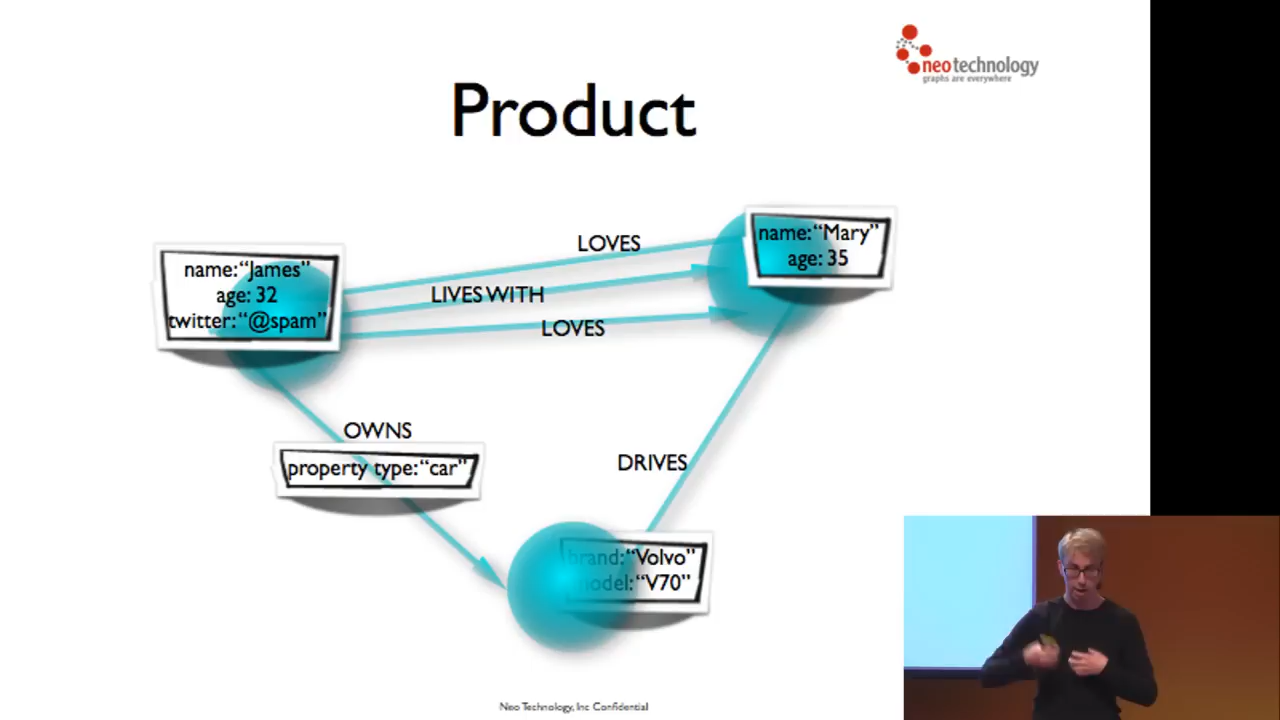 neotechnology
graphs are everywhere
Product
name:“James”
age: 32
twitter:“@spam”
LOVES
LIVES WITH
LOVES
name:“Mary”
age: 35
OWNS
property type:“car”
DRIVES
brand:“Volvo”
model:“V70”
Neo Technology, Inc Confidential